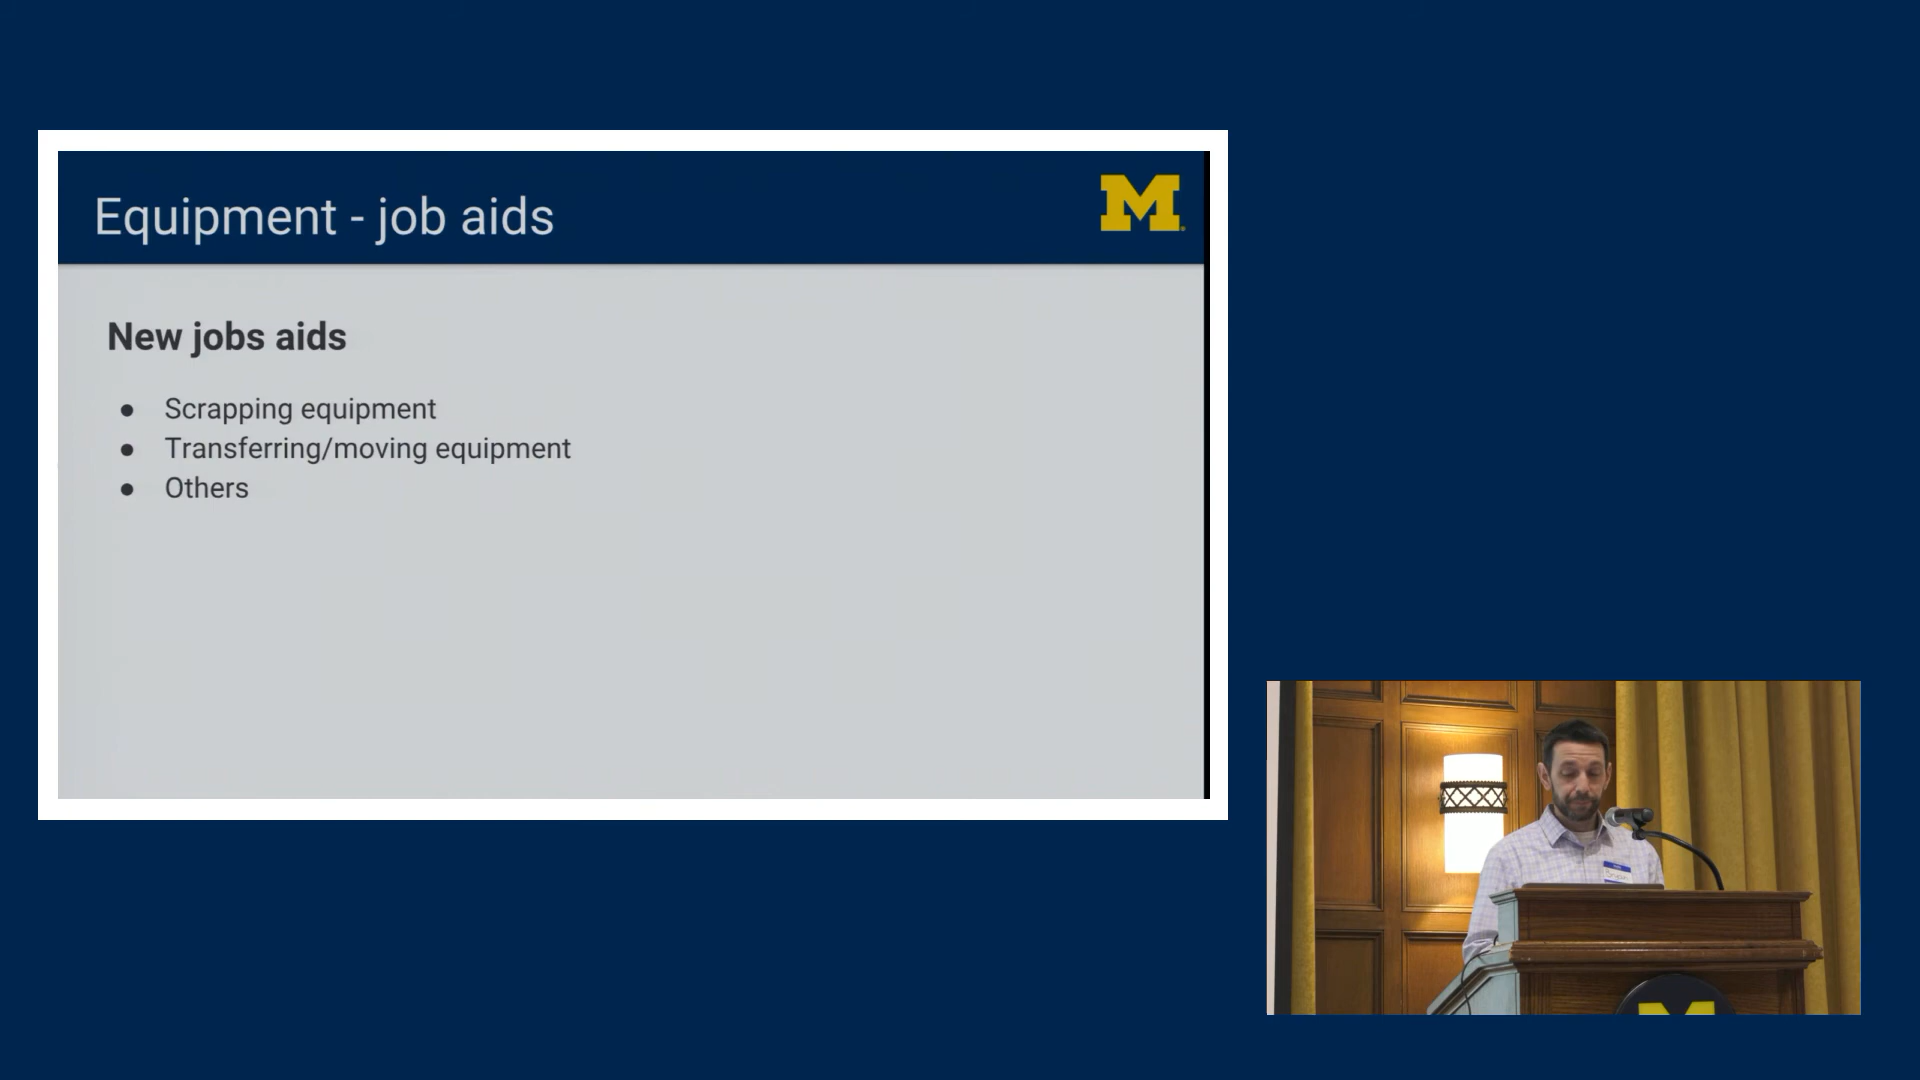 Equipment - job aids
M
New jobs aids
● Scrapping equipment
● Transferring/moving equipment
● Others
M